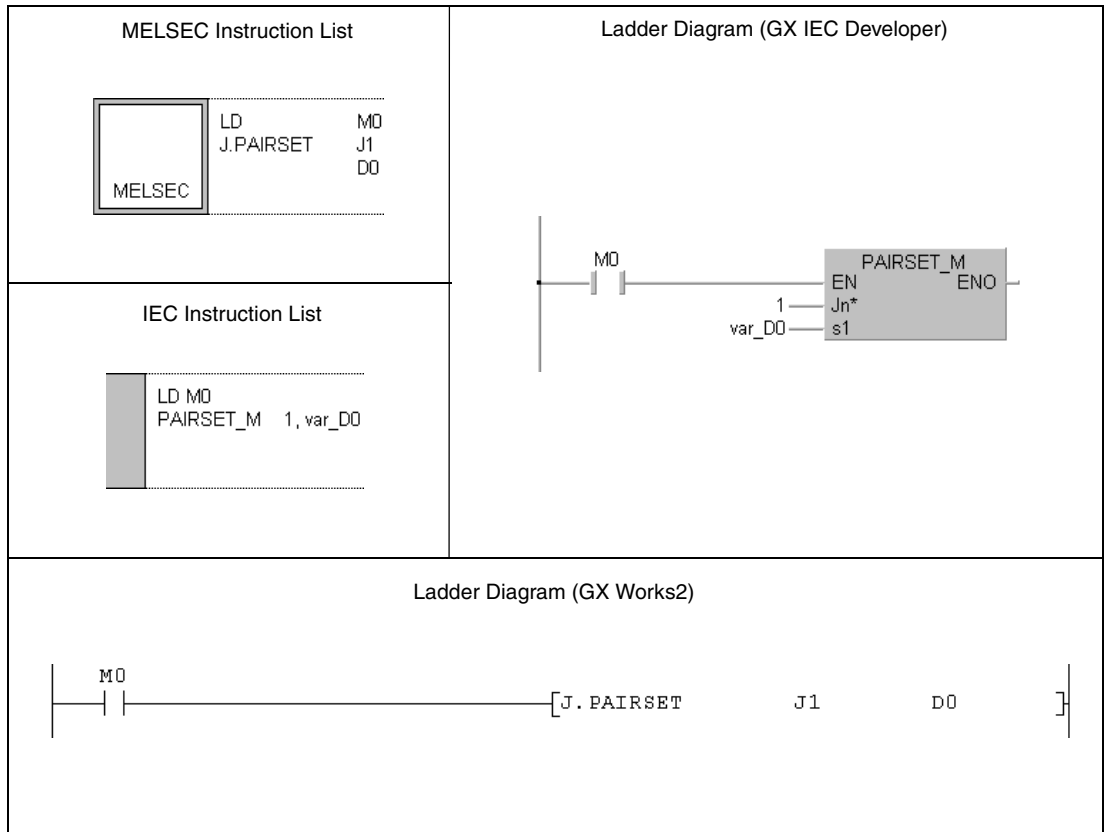 MELSEC Instruction List
MELSEC
LD M0
J.PAIRSET J1
D0
IEC Instruction List
LD M0
PAIRSET_M 1, var_D0
Ladder Diagram (GX IEC Developer)
M0
PAIRSET_M
EN ENO
1 Jn*
var_D0 s1
Ladder Diagram (GX Works2)
M0
[J.PAIRSET J1 D0 ]